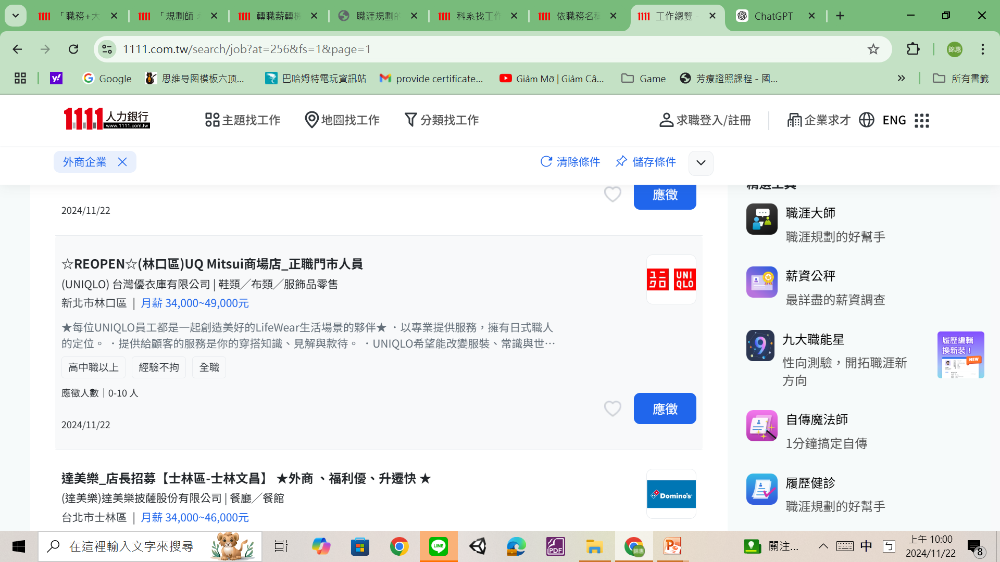 「職務+大
「規劃師
轉職薪轉機
職涯規劃的
科系找工作
依職務名稱
工作總覽 -
ChatGPT
1111.com.tw/search/job?at=256&fs=1&page=1
錦惠
Google
思维导图模板六顶...
巴哈姆特電玩資訊站
provide certificate...
Giảm Mỡ | Giảm Câ...
Game
芳療證照課程 - 國...
»
所有書籤
1111 人力銀行
www.1111.com.tw
主題找工作
地圖找工作
分類找工作
求職登入/註冊
企業求才
ENG
外商企業
清除條件
儲存條件
應徵
2024/11/22
☆REOPEN☆(林口區)UQ Mitsui商場店_正職門市人員
(UNIQLO) 台灣優衣庫有限公司 | 鞋類／布類／服飾品零售
新北市林口區 | 月薪 34,000~49,000元
★每位UNIQLO員工都是一起創造美好的LifeWear生活場景的夥伴★ ・以專業提供服務，擁有日式職人
的定位。 ・提供給顧客的服務是你的穿搭知識、見解與款待。 ・UNIQLO希望能改變服裝、常識與世…
高中職以上
經驗不拘
全職
應徵人數｜0-10 人
應徵
2024/11/22
ユニ
クロ
UNI
QLO
達美樂_店長招募【士林區-士林文昌】 ★外商 、福利優、升遷快 ★
(達美樂)達美樂披薩股份有限公司 | 餐廳／餐館
台北市士林區 | 月薪 34,000~46,000元
Domino's
精選工具
職涯大師
職涯規劃的好幫手
薪資公秤
最詳盡的薪資調查
九大職能星
性向測驗，開拓職涯新
方向
自傳魔法師
1分鐘搞定自傳
履歷健診
職涯規劃的好幫手
履歷編輯
換新裝！
NEW
在這裡輸入文字來搜尋
LINE
PDF
錦惠
關注...
中
ㄅ
上午 10:00
2024/11/22
8